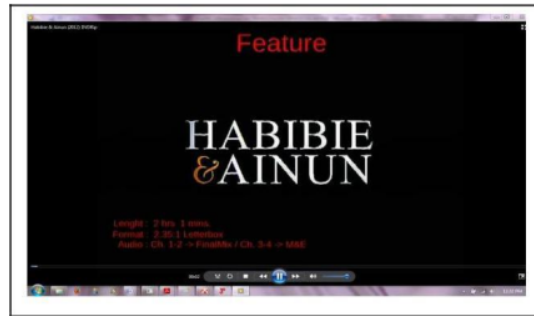 Habibie & Ainun (2012) DVDRip
Feature
HABIBIE
& AINUN
Lenght : 2 hrs 1 mins.
Format : 2.35:1 Letterbox
Audio : Ch. 1-2 -> FinalMix / Ch. 3-4 -> M&E